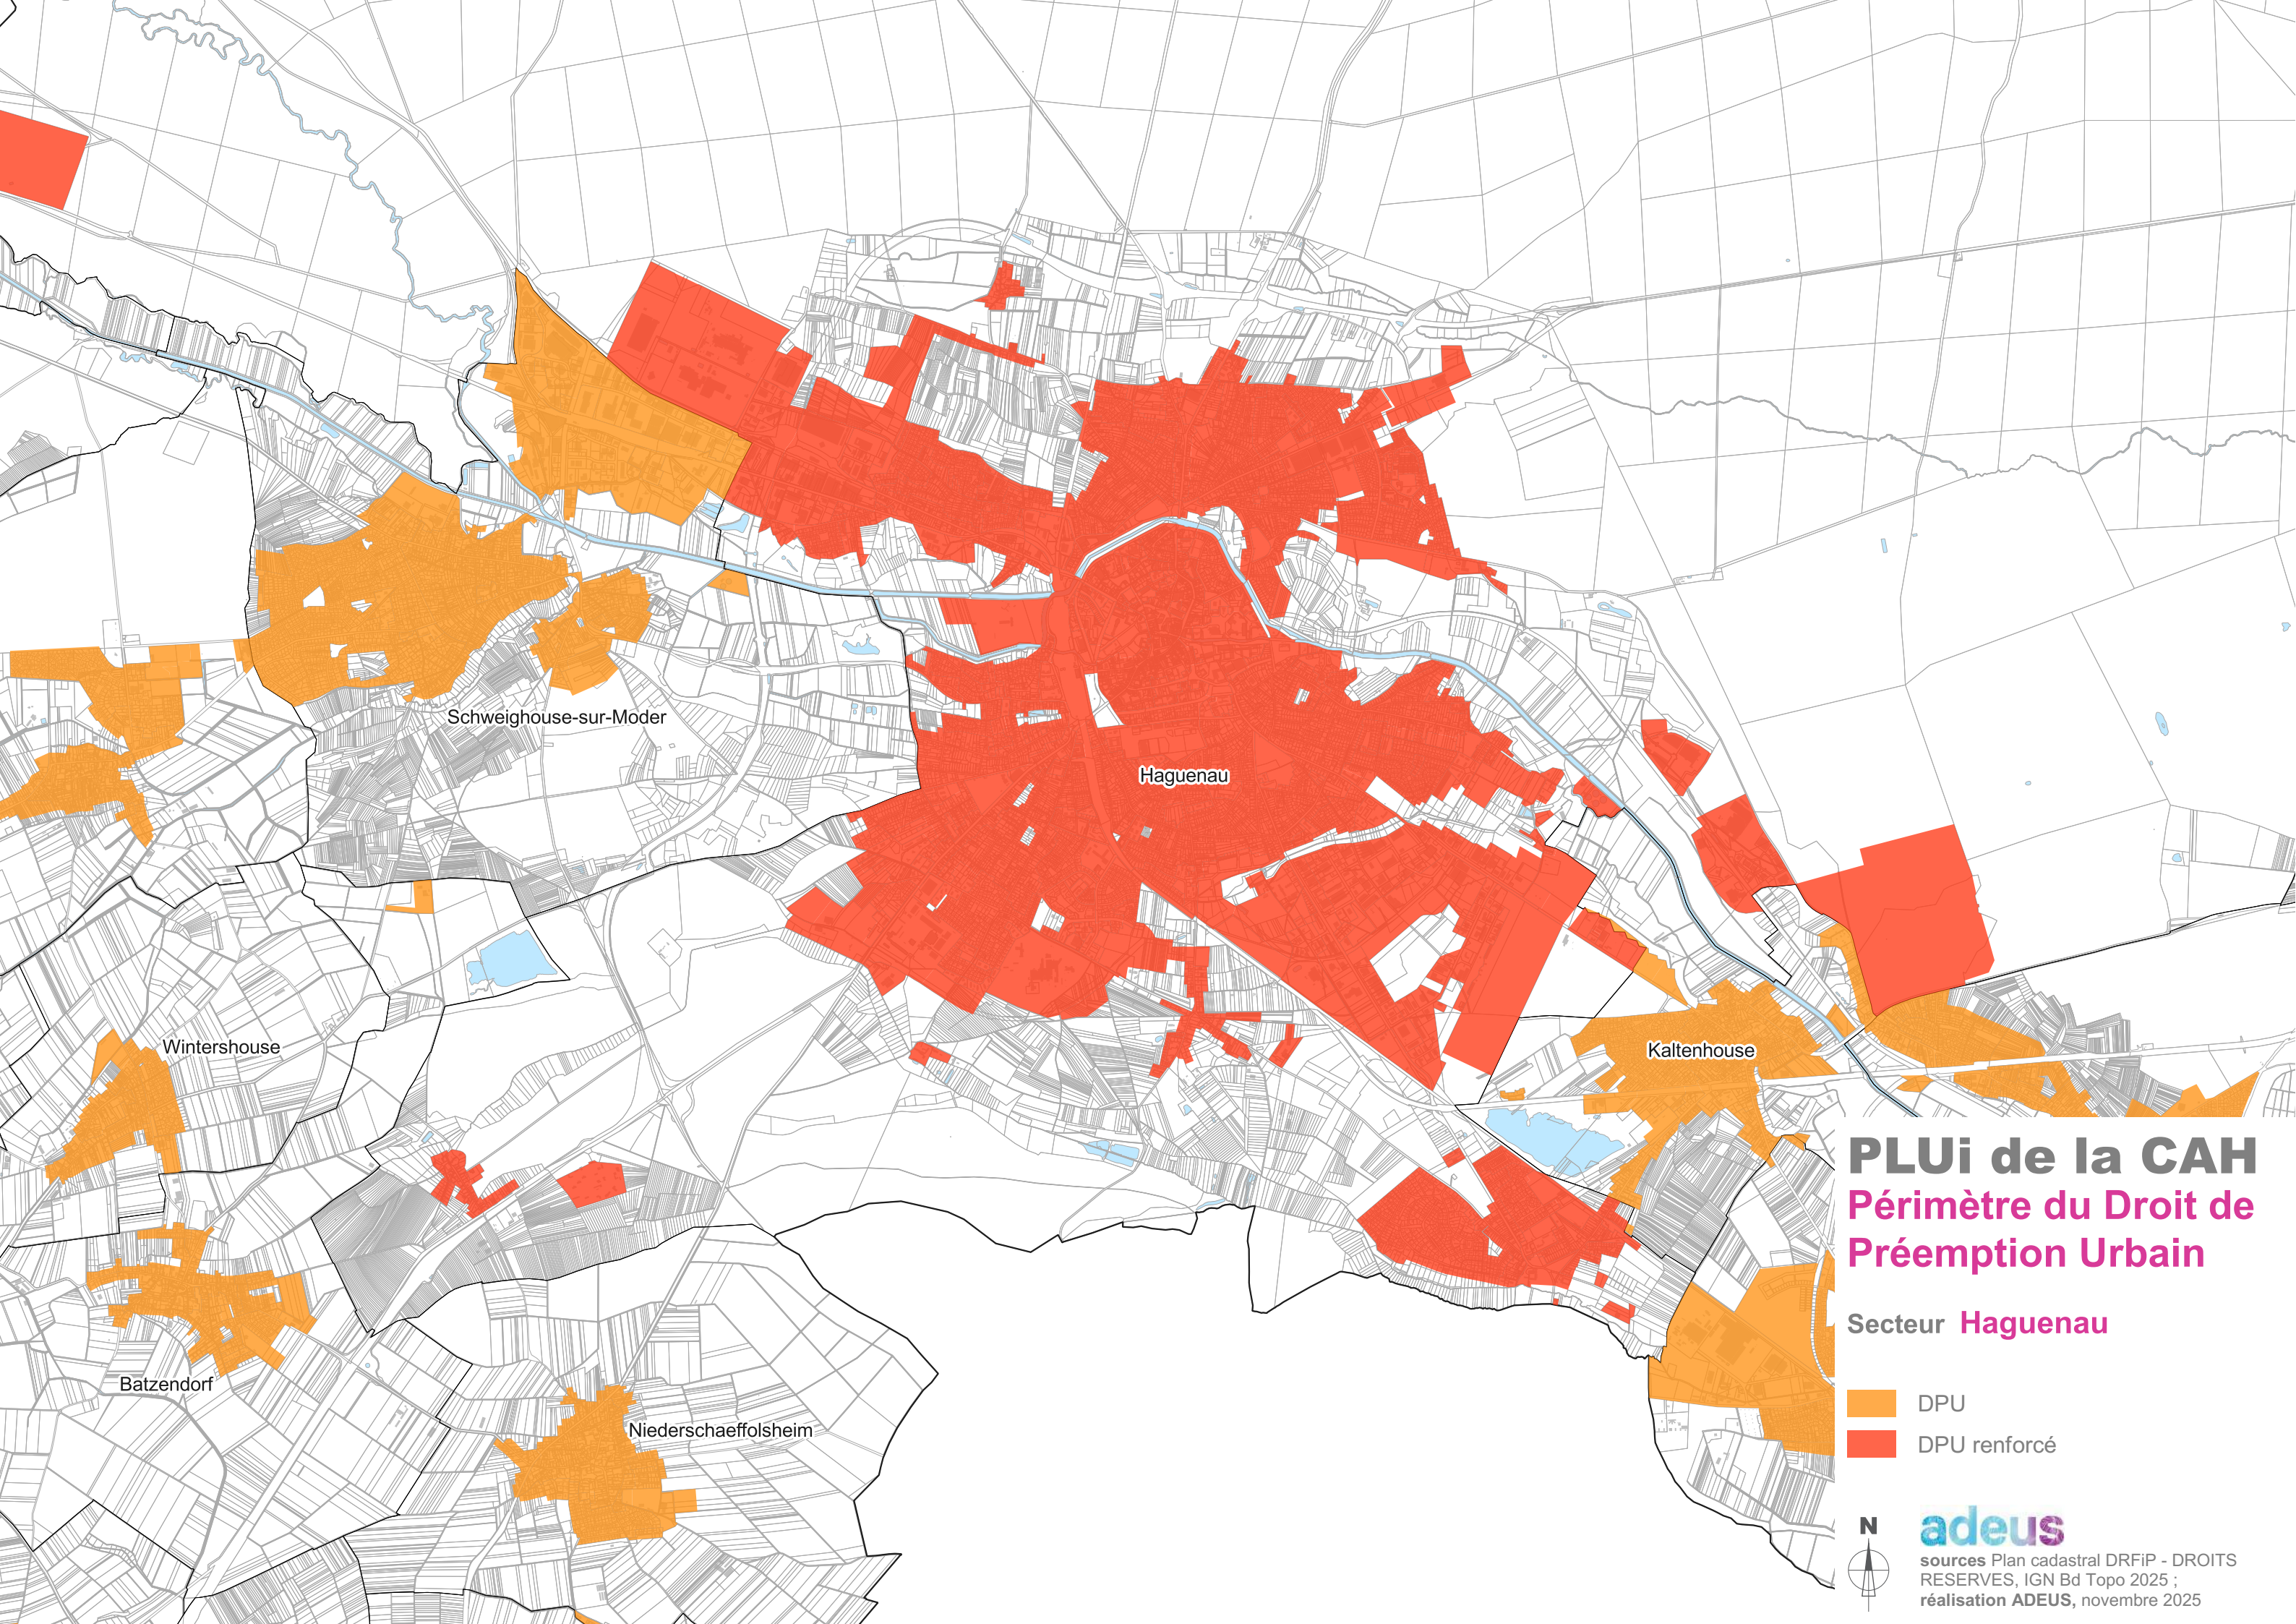 Schweighouse-sur-Moder
Haguenau
Wintershouse
Kaltenhouse
Batzendorf
Niederschaeffolsheim
PLUi de la CAH
Périmètre du Droit de
Préemption Urbain
Secteur Haguenau
DPU
DPU renforcé
N
adeus
sources Plan cadastral DRFiP - DROITS
RESERVES, IGN Bd Topo 2025 ;
réalisation ADEUS, novembre 2025